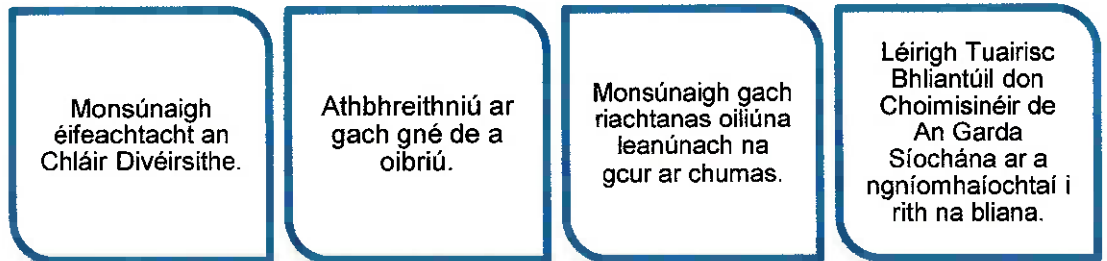 Monsúnaigh
éifeachtacht an
Chláir Divéirsithe.
Athbhreithniú ar
gach gné de a
oibriú.
Monsúnaigh gach
riachtanas oiliúna
leanúnach na
gcur ar chumas.
Léirigh Tuairisc
Bhliantúil don
Choimisinéir de
An Garda
Síochána ar a
ngníomhaíochtaí i
rith na bliana.